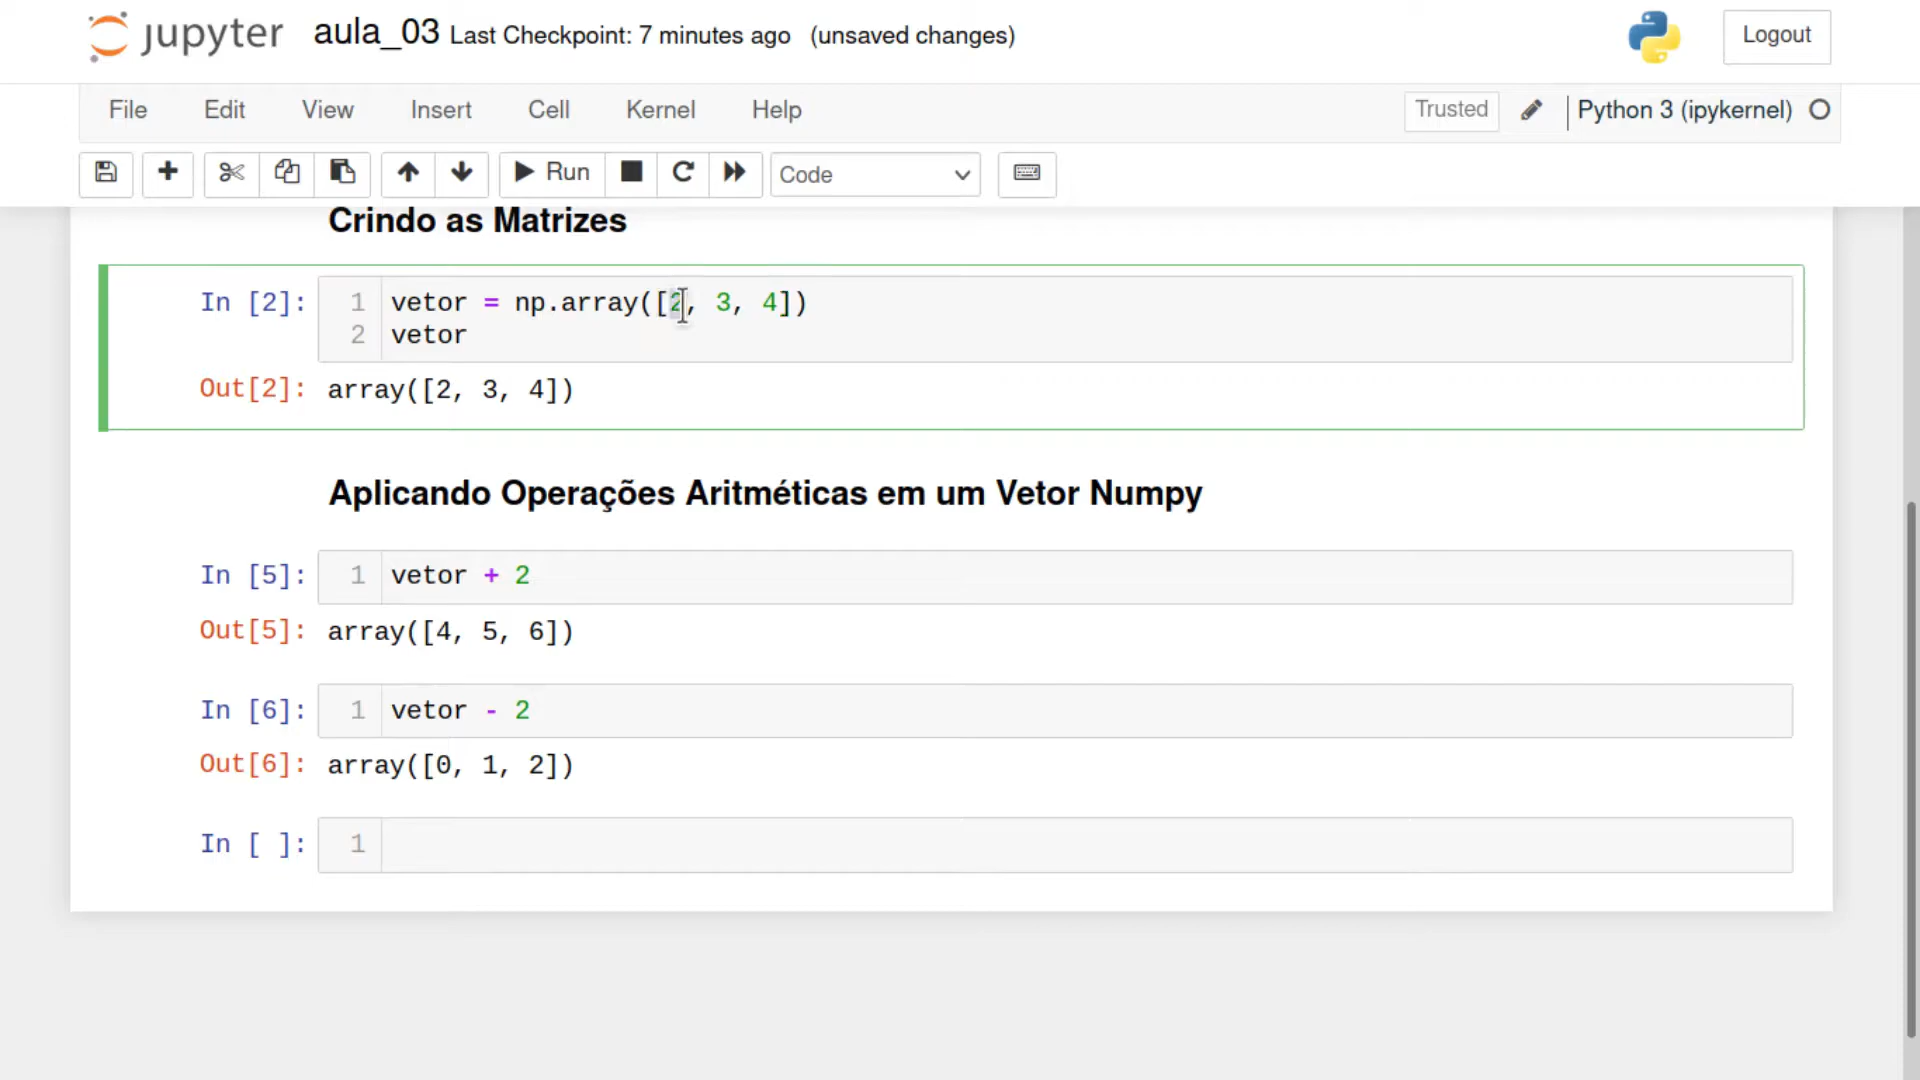 jupyter aula_03 Last Checkpoint: 7 minutes ago (unsaved changes) Logout
File Edit View Insert Cell Kernel Help Trusted Python 3 (ipykernel)
Run Code
Crindo as Matrizes
In [2]: 1 vetor = np.array([2, 3, 4])
2 vetor
Out[2]: array([2, 3, 4])
Aplicando Operações Aritméticas em um Vetor Numpy
In [5]: 1 vetor + 2
Out[5]: array([4, 5, 6])
In [6]: 1 vetor - 2
Out[6]: array([0, 1, 2])
In [ ]: 1